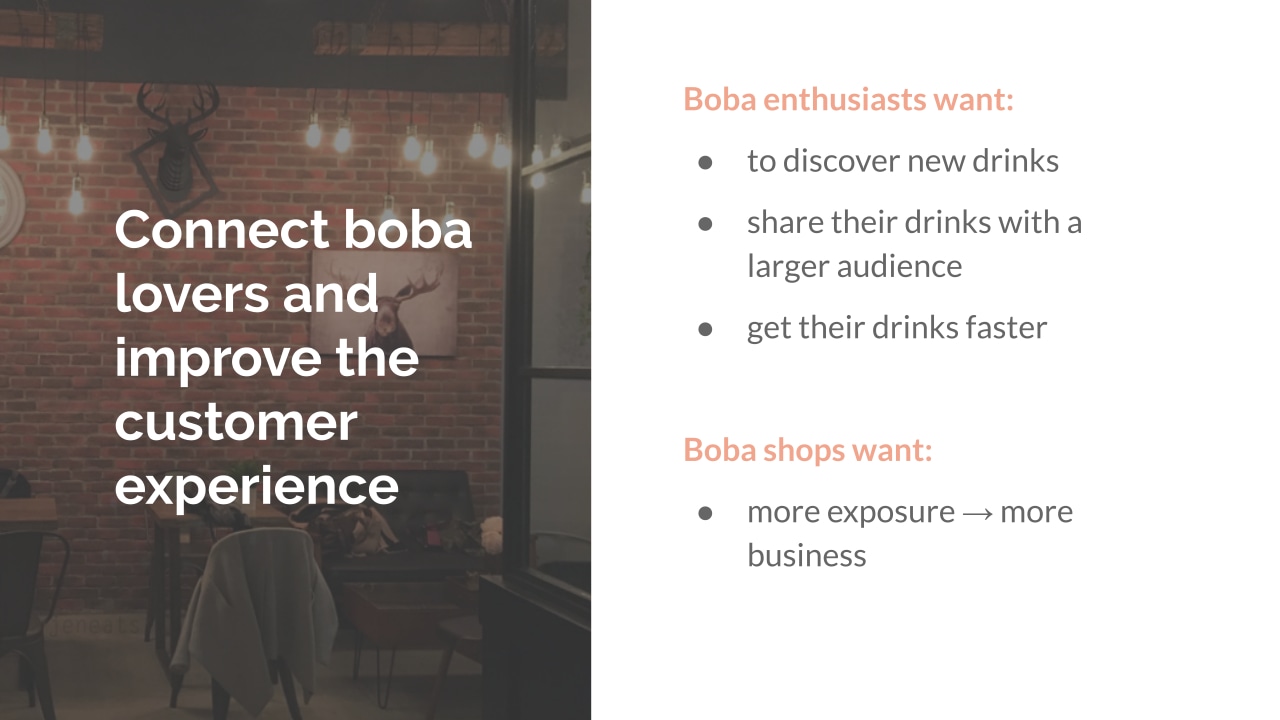 Connect boba
lovers and
improve the
customer
experience
Boba enthusiasts want:
● to discover new drinks
● share their drinks with a
larger audience
● get their drinks faster
Boba shops want:
● more exposure → more
business
jeneats